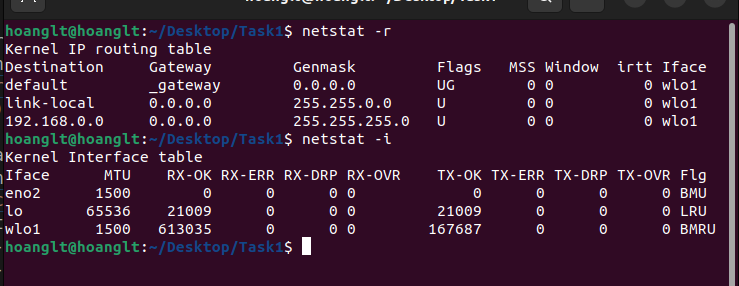 hoanglt@hoanglt:~/Desktop/Task1$ netstat -r
Kernel IP routing table
Destination     Gateway         Genmask         Flags   MSS Window  irtt Iface
default         _gateway        0.0.0.0         UG        0 0          0 wlo1
link-local      0.0.0.0         255.255.0.0     U         0 0          0 wlo1
192.168.0.0     0.0.0.0         255.255.255.0   U         0 0          0 wlo1
hoanglt@hoanglt:~/Desktop/Task1$ netstat -i
Kernel Interface table
Iface      MTU    RX-OK RX-ERR RX-DRP RX-OVR    TX-OK TX-ERR TX-DRP TX-OVR Flg
eno2      1500        0      0      0 0             0      0      0      0 BMU
lo       65536    21009      0      0 0         21009      0      0      0 LRU
wlo1      1500   613035      0      0 0        167687      0      0      0 BMRU
hoanglt@hoanglt:~/Desktop/Task1$